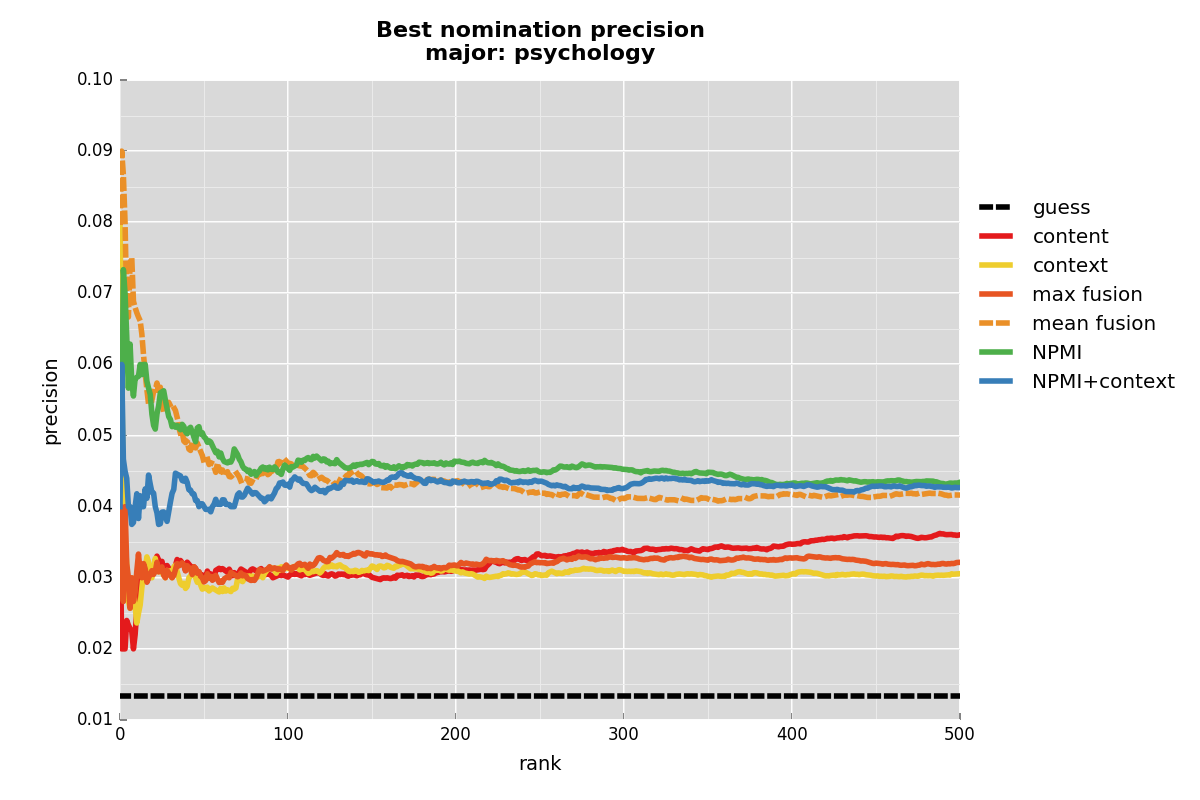 Best nomination precision
major: psychology
0.10
0.09
0.08
0.07
0.06
0.05
0.04
0.03
0.02
0.01
precision
0 100 200 300 400 500
rank
guess
content
context
max fusion
mean fusion
NPMI
NPMI+context